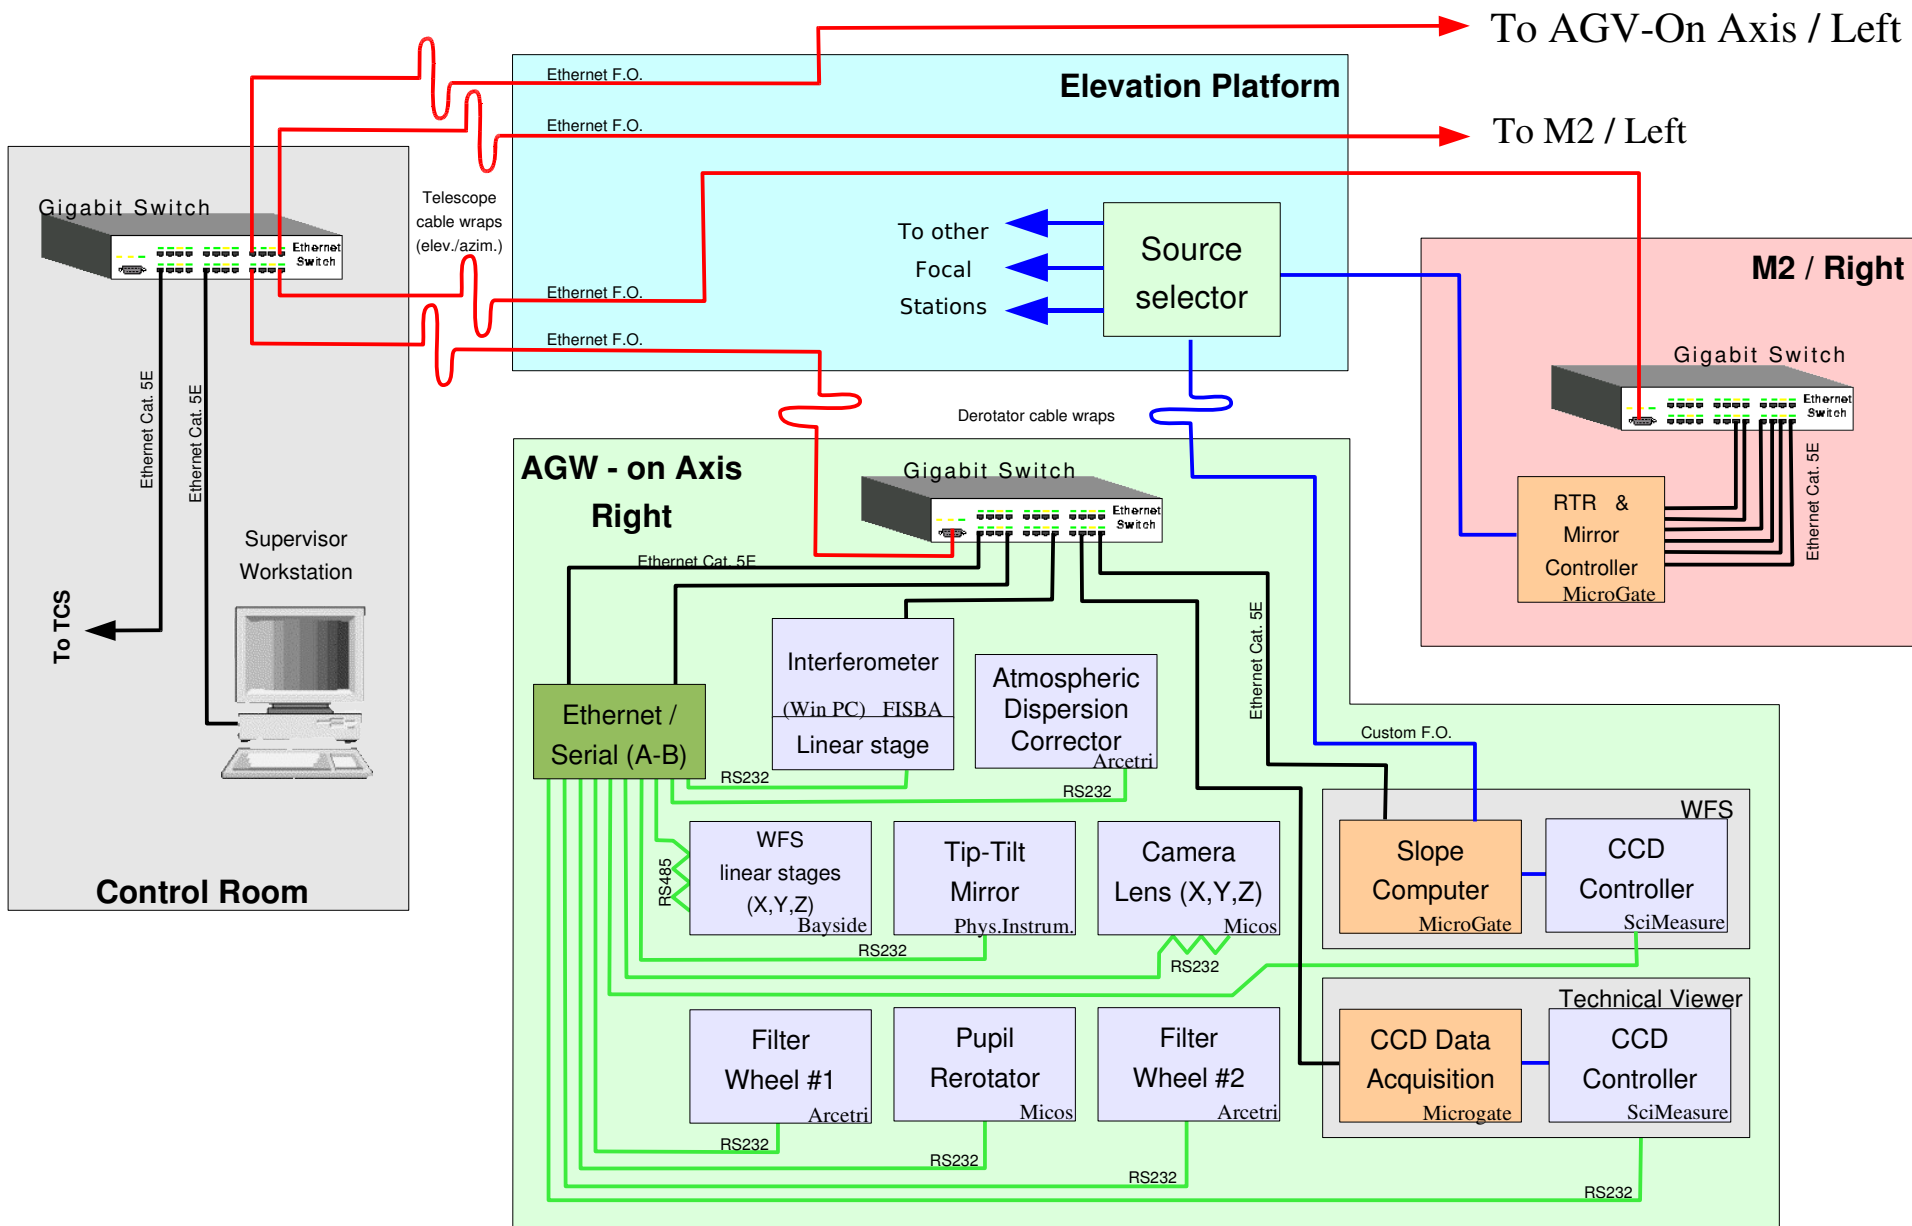 To AGV-On Axis / Left
Ethernet F.O.
Elevation Platform
Ethernet F.O.
To M2 / Left
Gigabit Switch
Telescope
cable wraps
(elev./azim.)
Ethernet
Switch
To other
Focal
Stations
Source
selector
M2 / Right
Ethernet F.O.
Ethernet F.O.
Gigabit Switch
Ethernet
Switch
Ethernet Cat. 5E
Ethernet Cat. 5E
Derotator cable wraps
AGW - on Axis
Right
Gigabit Switch
Ethernet
Switch
Ethernet Cat. 5E
RTR &
Mirror
Controller
MicroGate
Ethernet Cat. 5E
Supervisor
Workstation
To TCS
Control Room
Ethernet Cat. 5E
Ethernet /
Serial (A-B)
Interferometer
(Win PC) FISBA
Linear stage
Atmospheric
Dispersion
Corrector
Arcetri
RS232
RS232
Custom F.O.
WFS
linear stages
(X,Y,Z)
Bayside
RS485
Tip-Tilt
Mirror
Phys.Instrum.
RS232
Camera
Lens (X,Y,Z)
Micos
RS232
WFS
Slope
Computer
MicroGate
CCD
Controller
SciMeasure
Technical Viewer
CCD Data
Acquisition
Microgate
CCD
Controller
SciMeasure
Filter
Wheel #1
Arcetri
RS232
Pupil
Rerotator
Micos
RS232
Filter
Wheel #2
Arcetri
RS232
RS232